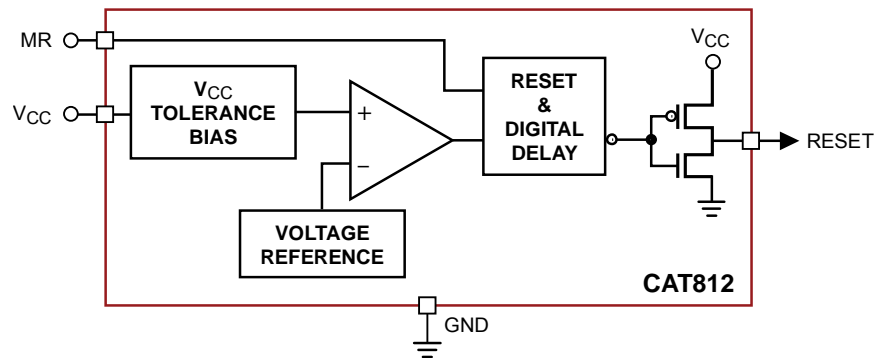 MR
VCC
VCC
TOLERANCE
BIAS
+
−
VOLTAGE
REFERENCE
RESET
&
DIGITAL
DELAY
VCC
RESET
CAT812
GND